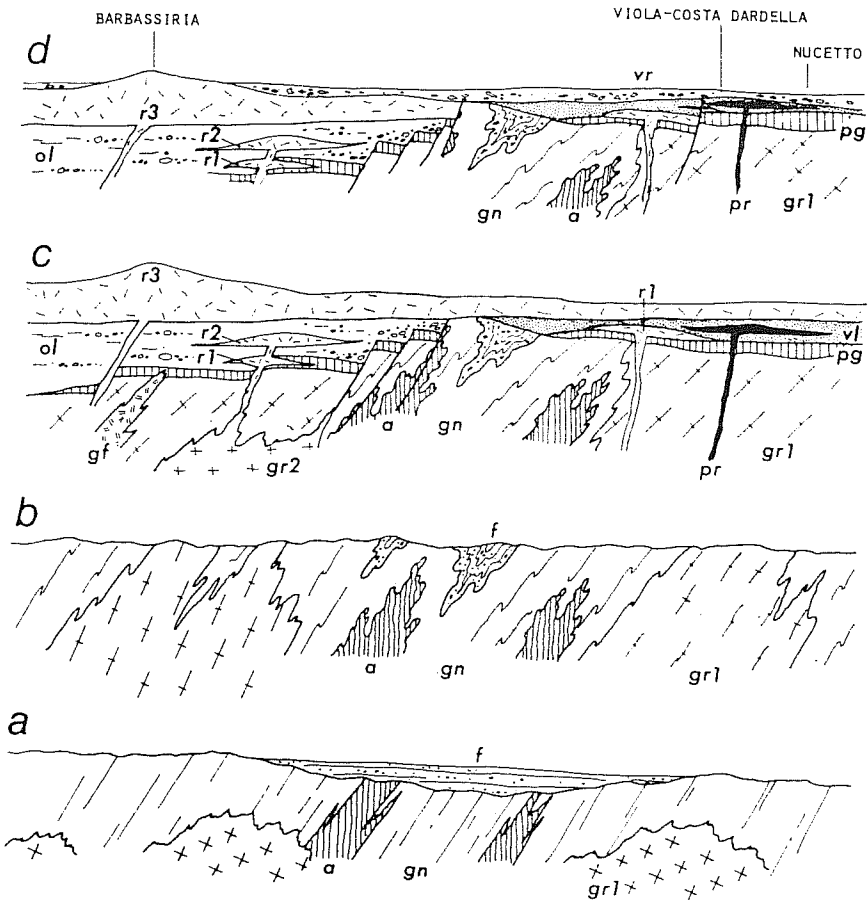 BARBASSIRIA
VIOLA-COSTA DARDELLA
NUCETTO
d
vr
r3
r2
r1
ol
pg
gn
a
pr
gr1
c
r3
r1
r2
r1
ol
vl
pg
a
gn
gf
gr2
pr
gr1
b
f
a
gn
gr1
a
f
a
gn
gr1